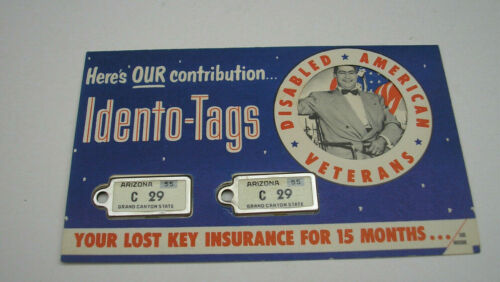 Here's OUR contribution...
Idento-Tags
DISABLED ★ AMERICAN ★ VETERANS ★
ARIZONA 55
C 29
GRAND CANYON STATE
ARIZONA 55
C 29
GRAND CANYON STATE
YOUR LOST KEY INSURANCE FOR 15 MONTHS...